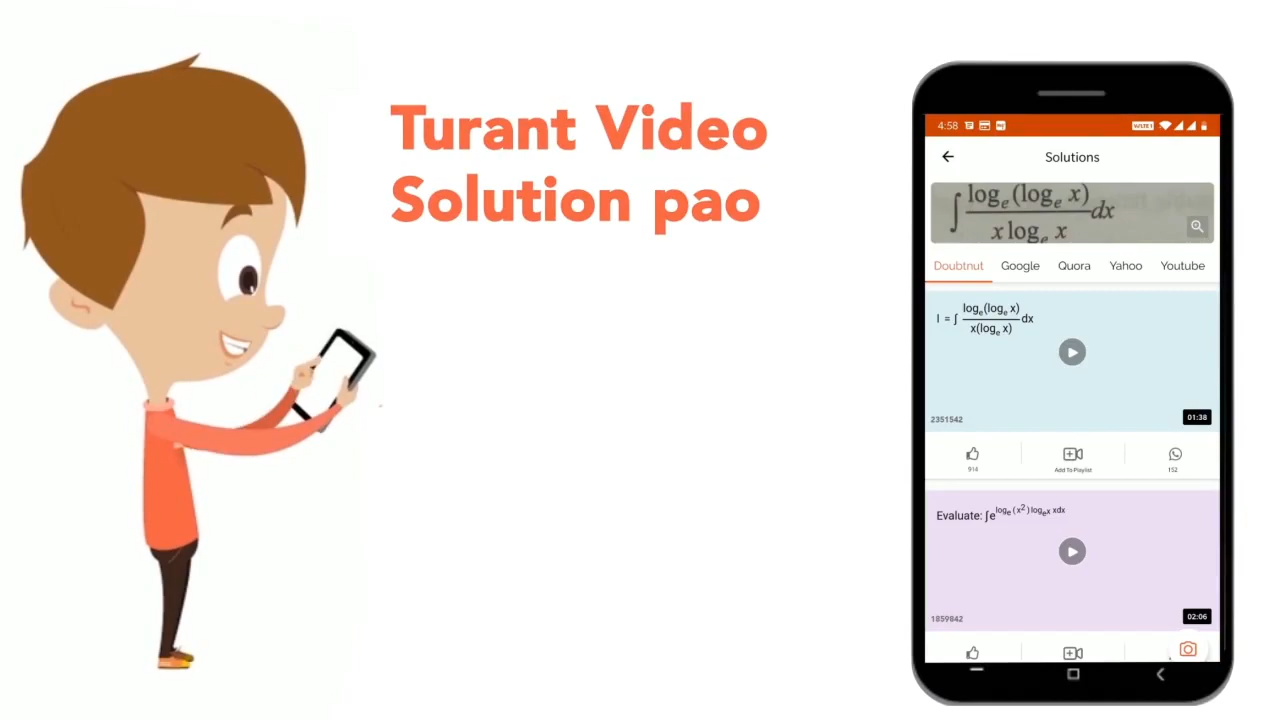 Turant Video
Solution pao
4:58
VoLTE1
Solutions
∫ logₑ(logₑ x) / x logₑ x dx
Doubtnut Google Quora Yahoo Youtube
I = ∫ logₑ(logₑ x) / x(logₑ x) dx
2351542 01:38
914 Add To Playlist 152
Evaluate: ∫e^logₑ(x²)logₑx xdx
1859842 02:06